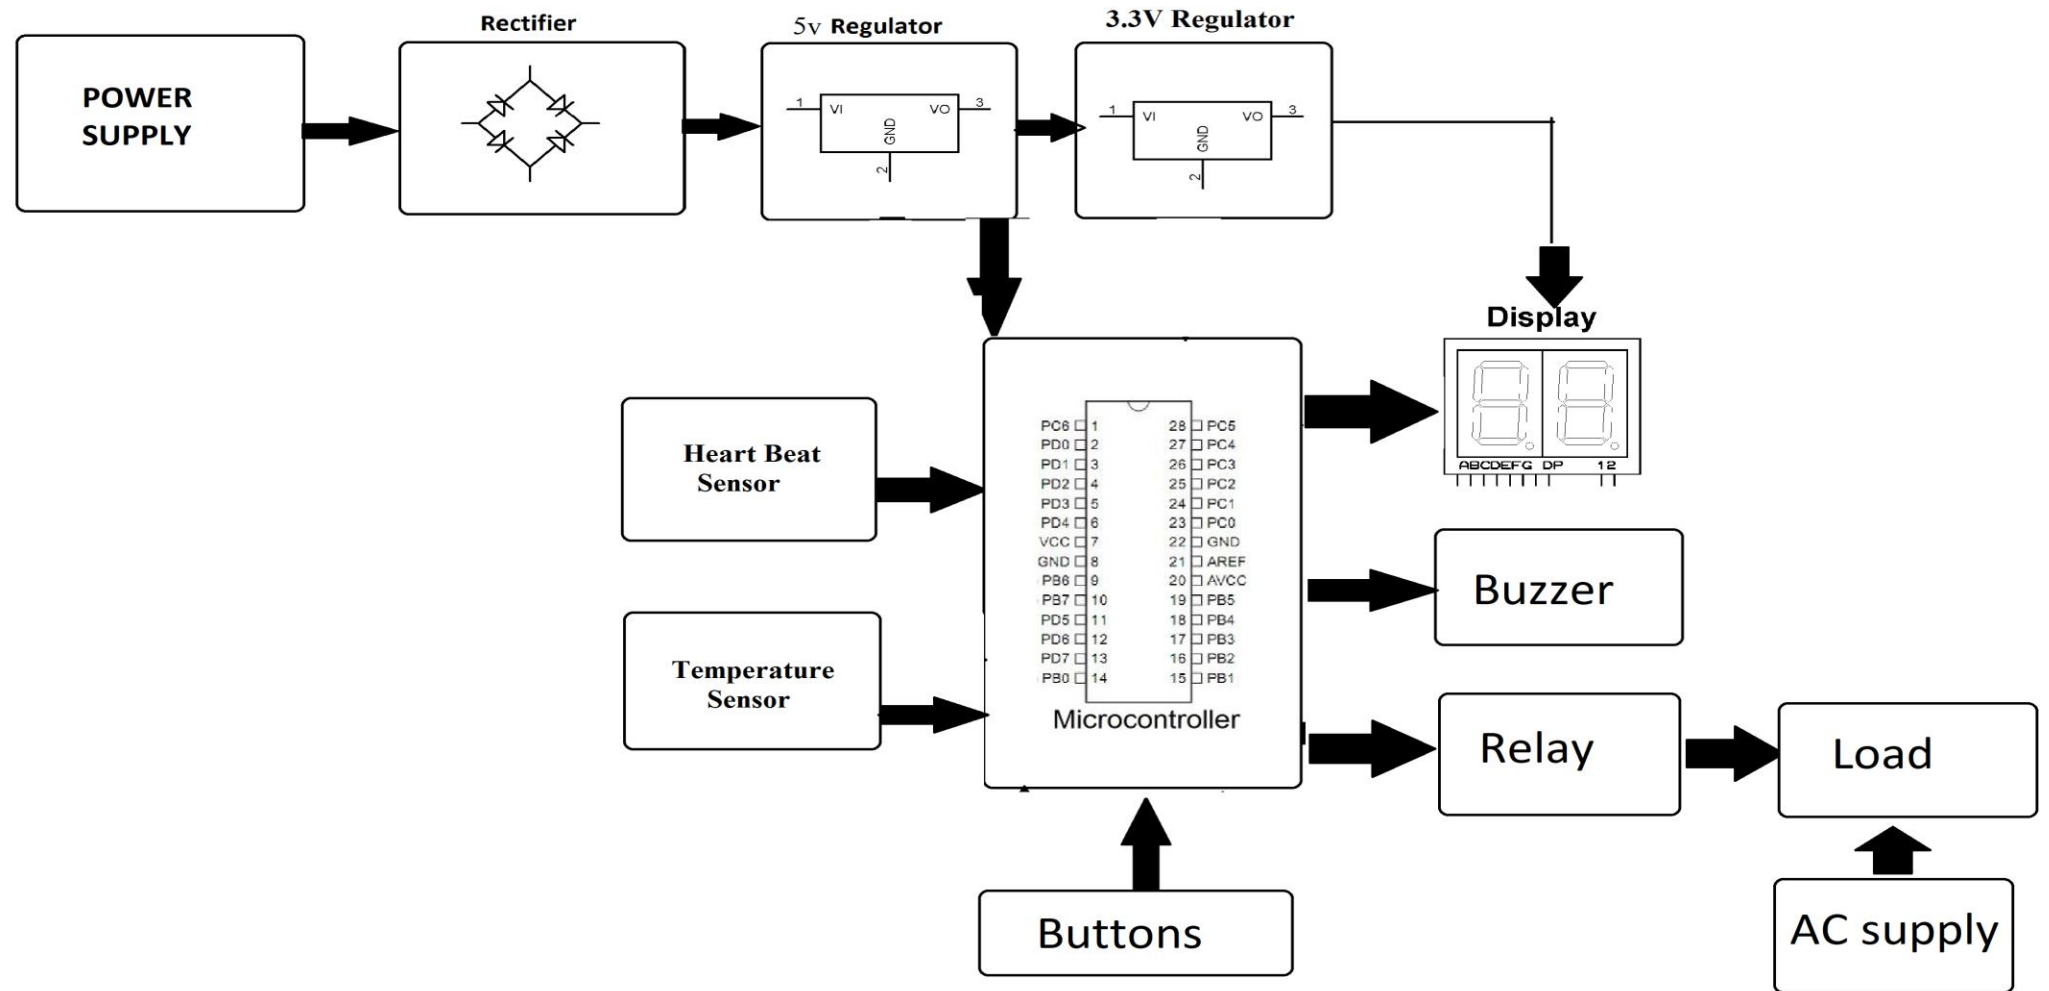 Rectifier
5v Regulator
3.3V Regulator
POWER
SUPPLY
1
VI
VO
3
GND
2
1
VI
VO
3
GND
2
Display
ABCDEFG DP 12
Heart Beat
Sensor
Temperature
Sensor
PC6 1 28 PC5
PD0 2 27 PC4
PD1 3 26 PC3
PD2 4 25 PC2
PD3 5 24 PC1
PD4 6 23 PC0
VCC 7 22 GND
GND 8 21 AREF
PB6 9 20 AVCC
PB7 10 19 PB5
PD5 11 18 PB4
PD6 12 17 PB3
PD7 13 16 PB2
PB0 14 15 PB1
Microcontroller
Buzzer
Relay
Load
Buttons
AC supply